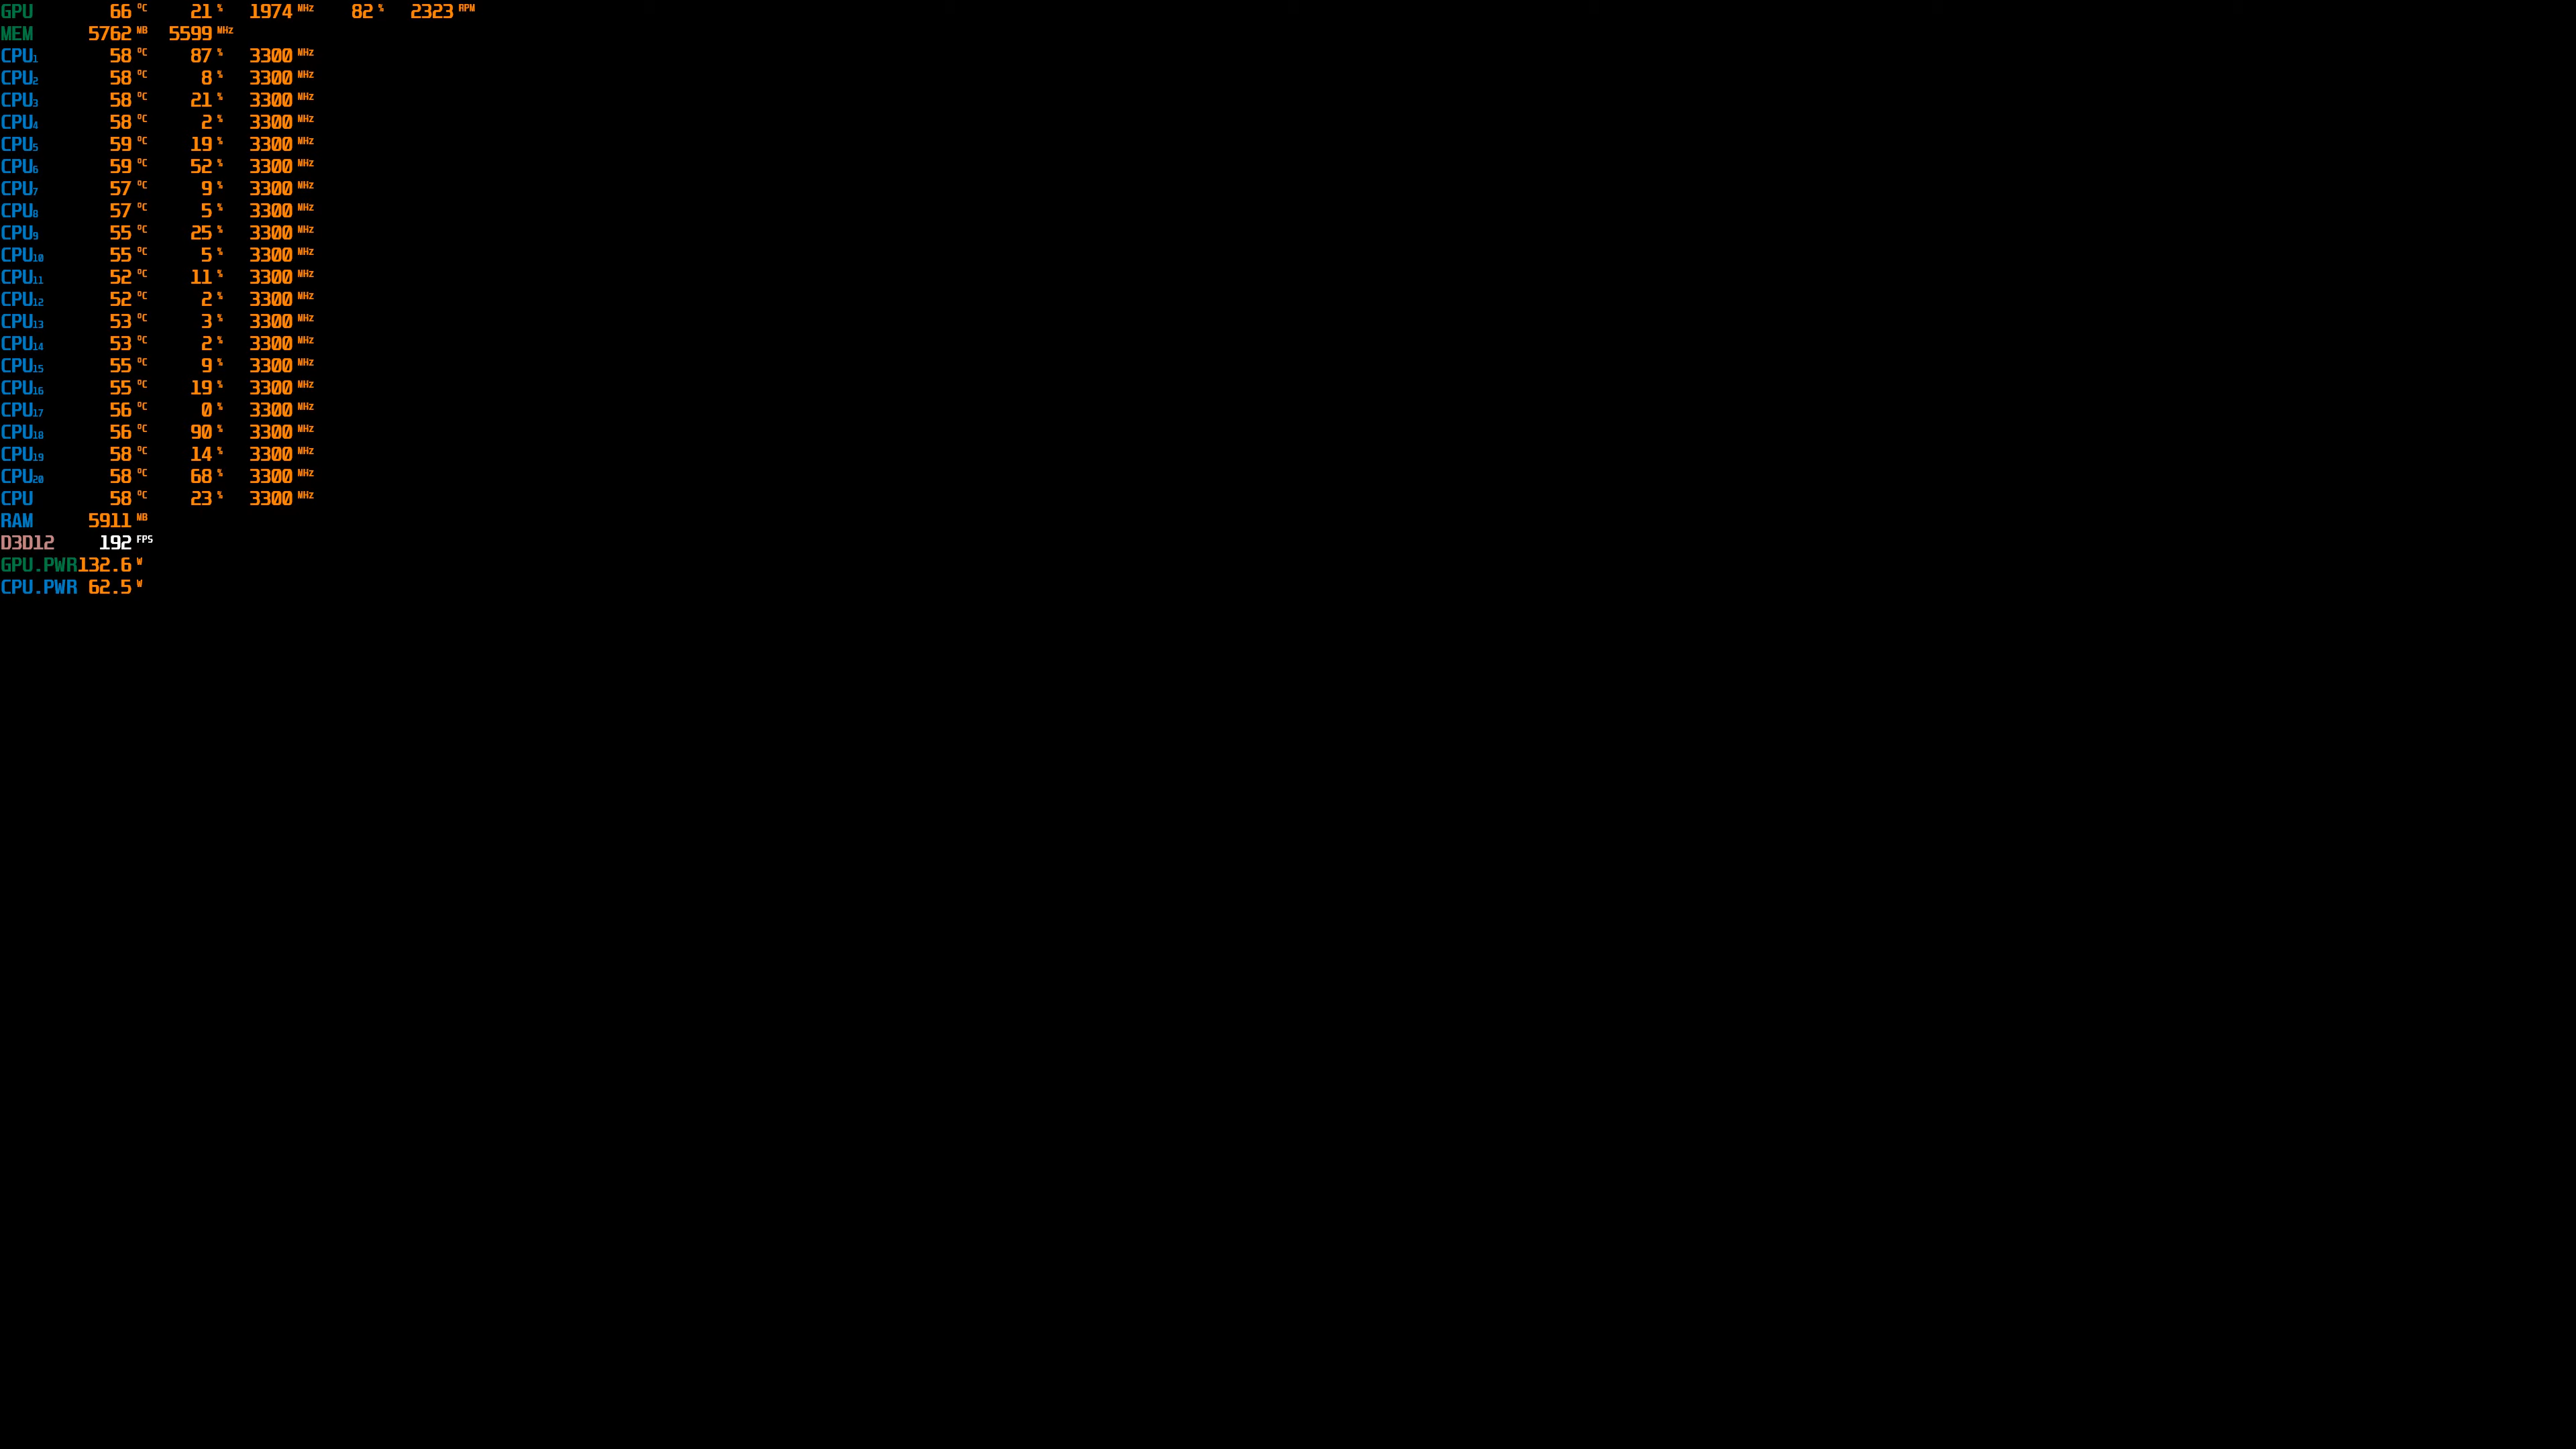 GPU 66 °C 21 % 1974 MHz 82 % 2323 RPM
MEM 5762 MB 5599 MHz
CPU1 58 °C 87 % 3300 MHz
CPU2 58 °C 8 % 3300 MHz
CPU3 58 °C 21 % 3300 MHz
CPU4 58 °C 2 % 3300 MHz
CPU5 59 °C 19 % 3300 MHz
CPU6 59 °C 52 % 3300 MHz
CPU7 57 °C 9 % 3300 MHz
CPU8 57 °C 5 % 3300 MHz
CPU9 55 °C 25 % 3300 MHz
CPU10 55 °C 5 % 3300 MHz
CPU11 52 °C 11 % 3300 MHz
CPU12 52 °C 2 % 3300 MHz
CPU13 53 °C 3 % 3300 MHz
CPU14 53 °C 2 % 3300 MHz
CPU15 55 °C 9 % 3300 MHz
CPU16 55 °C 19 % 3300 MHz
CPU17 56 °C 0 % 3300 MHz
CPU18 56 °C 90 % 3300 MHz
CPU19 58 °C 14 % 3300 MHz
CPU20 58 °C 68 % 3300 MHz
CPU 58 °C 23 % 3300 MHz
RAM 5911 MB
D3D12 192 FPS
GPU.PWR 132.6 W
CPU.PWR 62.5 W